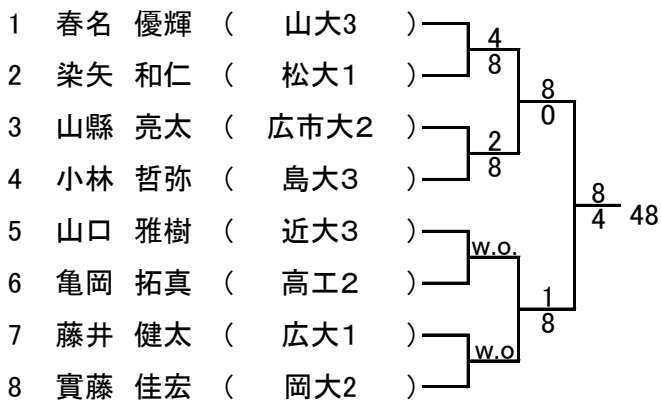 1 春名 優輝 ( 山大3 )
2 染矢 和仁 ( 松大1 )
3 山縣 亮太 ( 広市大2 )
4 小林 哲弥 ( 島大3 )
5 山口 雅樹 ( 近大3 )
6 亀岡 拓真 ( 高工2 )
7 藤井 健太 ( 広大1 )
8 實藤 佳宏 ( 岡大2 )
4
8
2
8
w.o.
w.o
8
0
1
8
8
4
48